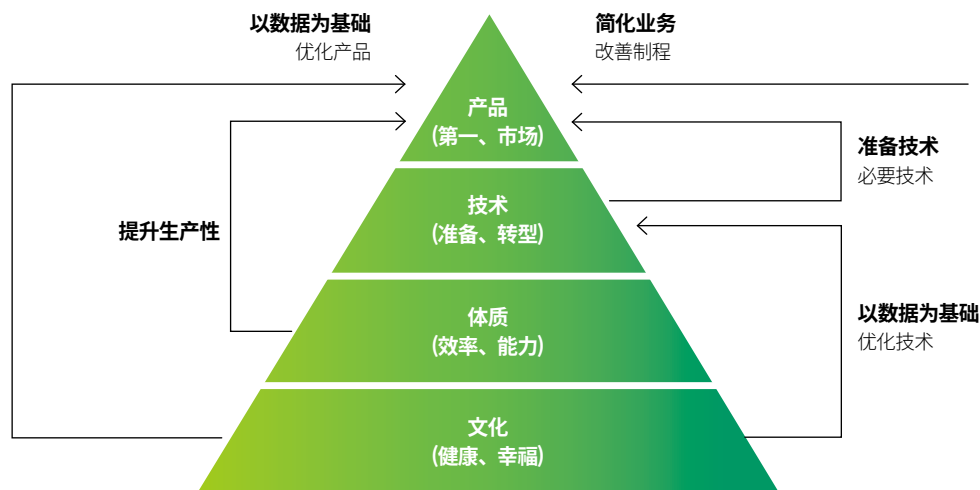 以数据为基础
优化产品
简化业务
改善制程
产品
(第一、市场)
准备技术
必要技术
技术
(准备、转型)
提升生产性
体质
(效率、能力)
以数据为基础
优化技术
文化
(健康、幸福)